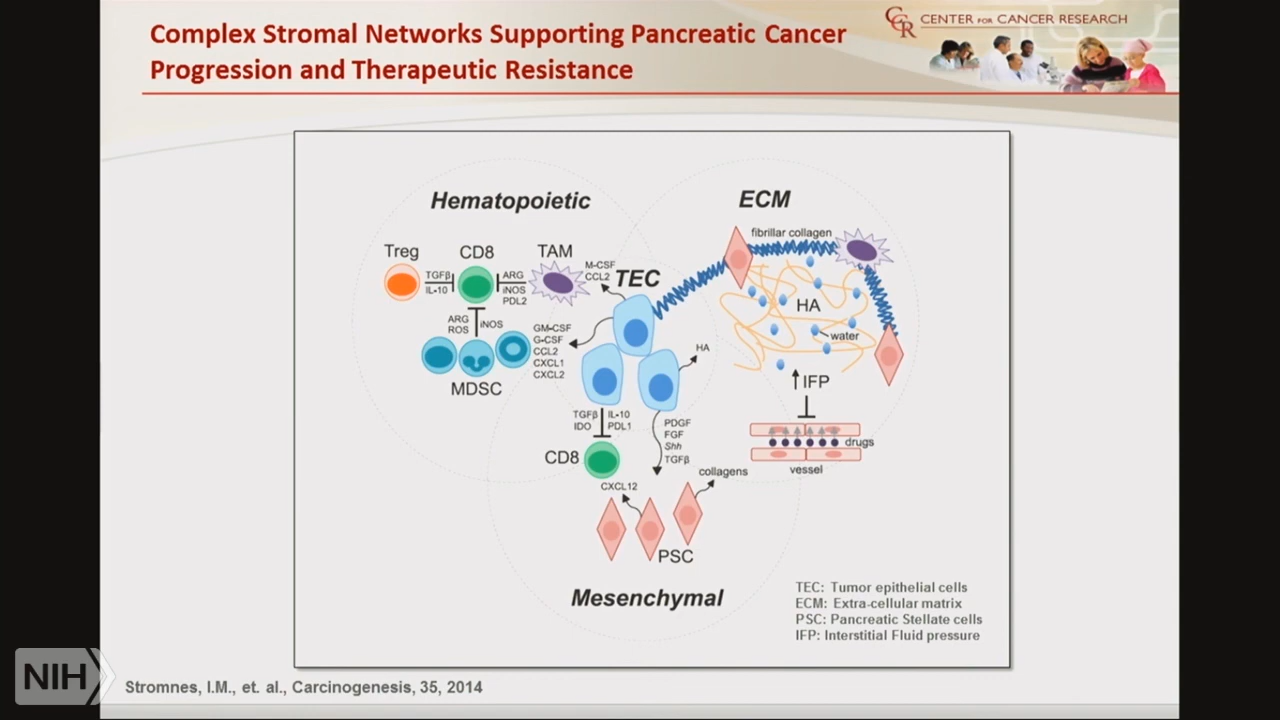 Complex Stromal Networks Supporting Pancreatic Cancer
Progression and Therapeutic Resistance
CCR CENTER FOR CANCER RESEARCH
Hematopoietic
ECM
fibrillar collagen
Treg
CD8
TAM
TGFβ
IL-10
ARG
iNOS
PDL2
M-CSF
CCL2
TEC
HA
water
ARG
ROS
iNOS
GM-CSF
G-CSF
CCL2
CXCL1
CXCL2
MDSC
HA
IFP
TGFβ
IDO
IL-10
PDL1
PDGF
FGF
Shh
TGFβ
drugs
vessel
CD8
collagens
CXCL12
PSC
Mesenchymal
TEC: Tumor epithelial cells
ECM: Extra-cellular matrix
PSC: Pancreatic Stellate cells
IFP: Interstitial Fluid pressure
NIH
Stromnes, I.M., et. al., Carcinogenesis, 35, 2014